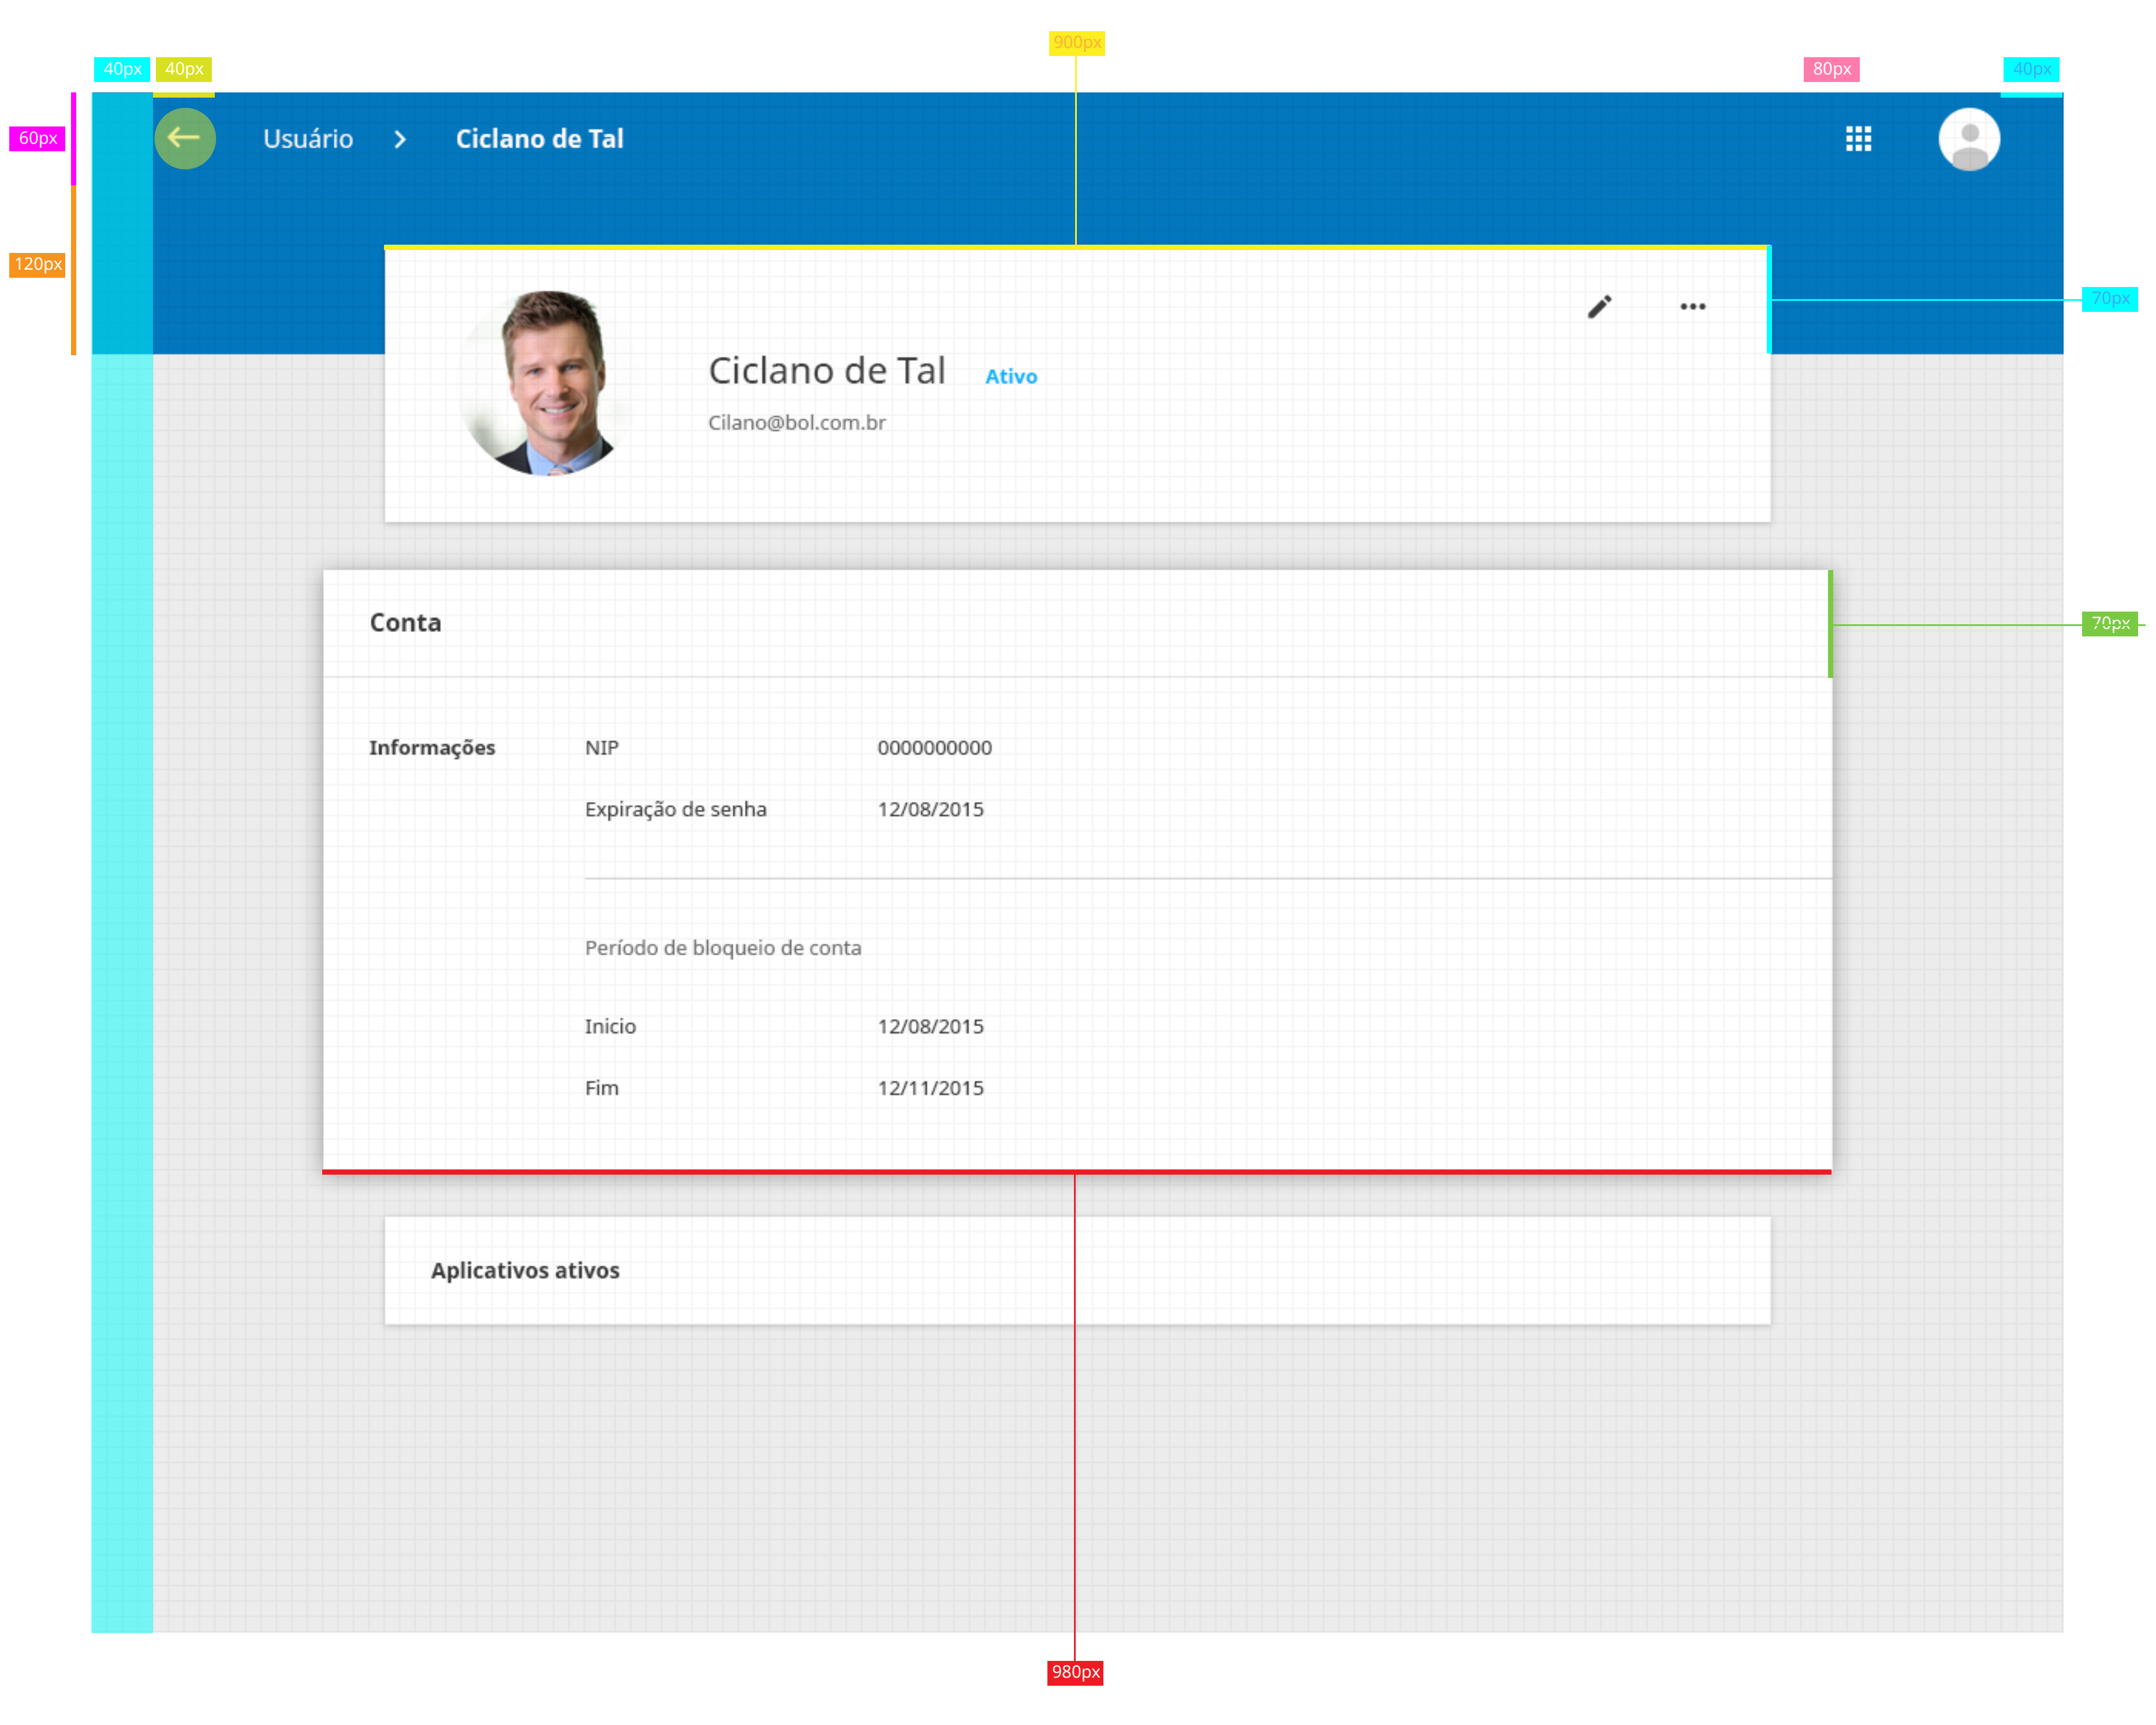 900px
40px 40px 80px 40px
60px
Usuário Ciclano de Tal
120px
70px
Ciclano de Tal Ativo
Cilano@bol.com.br
Conta
70px
Informações NIP 0000000000
Expiração de senha 12/08/2015
Período de bloqueio de conta
Inicio 12/08/2015
Fim 12/11/2015
Aplicativos ativos
980px